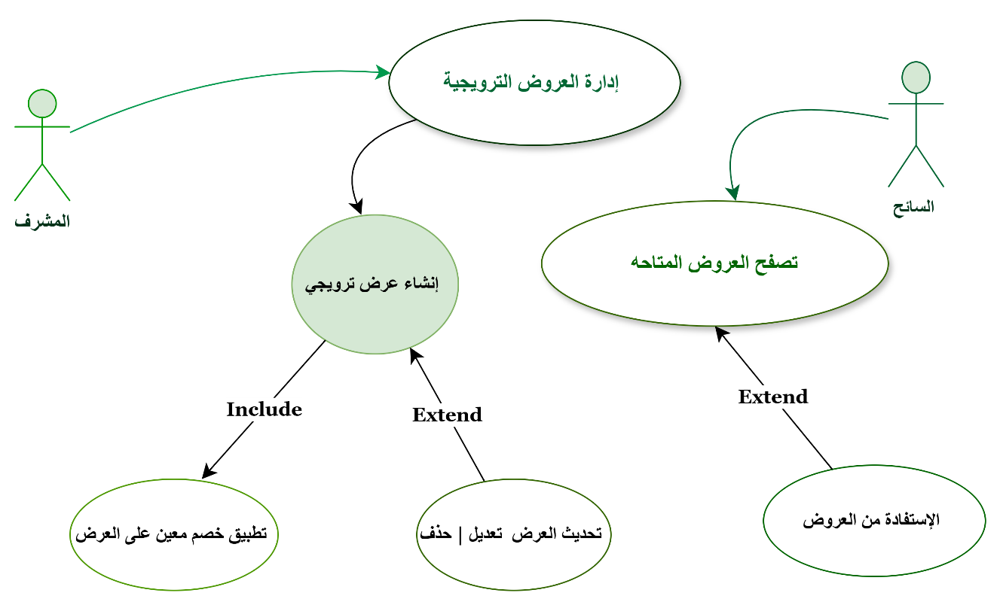 إدارة العروض الترويجية
المشرف
السائح
تصفح العروض المتاحه
إنشاء عرض ترويجي
Include
Extend
Extend
تطبيق خصم معين على العرض
تحديث العرض تعديل | حذف
الإستفادة من العروض